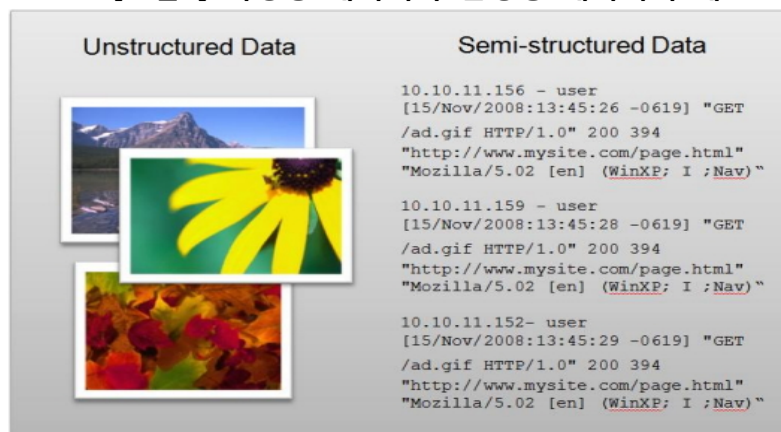 Unstructured Data
Semi-structured Data
10.10.11.156 - user
[15/Nov/2008:13:45:26 -0619] "GET
/ad.gif HTTP/1.0" 200 394
"http://www.mysite.com/page.html"
"Mozilla/5.02 [en] (WinXP; I ;Nav)“
10.10.11.159 - user
[15/Nov/2008:13:45:28 -0619] "GET
/ad.gif HTTP/1.0" 200 394
"http://www.mysite.com/page.html"
"Mozilla/5.02 [en] (WinXP; I ;Nav)“
10.10.11.152- user
[15/Nov/2008:13:45:29 -0619] "GET
/ad.gif HTTP/1.0" 200 394
"http://www.mysite.com/page.html"
"Mozilla/5.02 [en] (WinXP; I ;Nav)“